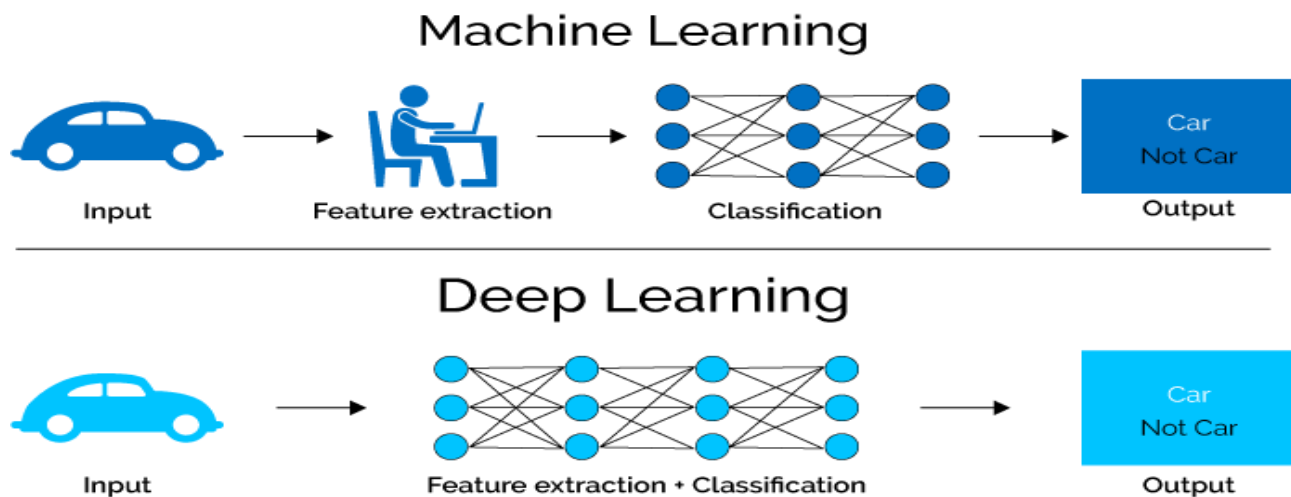 Machine Learning
Car
Not Car
Input
Feature extraction
Classification
Output
Deep Learning
Car
Not Car
Input
Feature extraction + Classification
Output